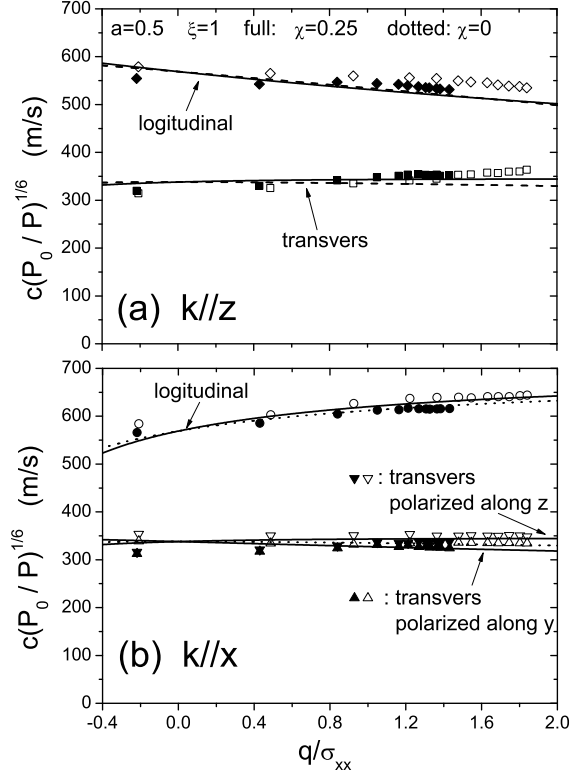 700
a=0.5 ξ=1 full: χ=0.25 dotted: χ=0
600
500
logitudinal
400
300
transvers
200
100
(a) k//z
0
c(P0 / P)^1/6 (m/s)
700
logitudinal
600
500
: transvers
polarized along z
400
300
: transvers
polarized along y
200
100
(b) k//x
0
c(P0 / P)^1/6 (m/s)
-0.4 0.0 0.4 0.8 1.2 1.6 2.0
q/σxx